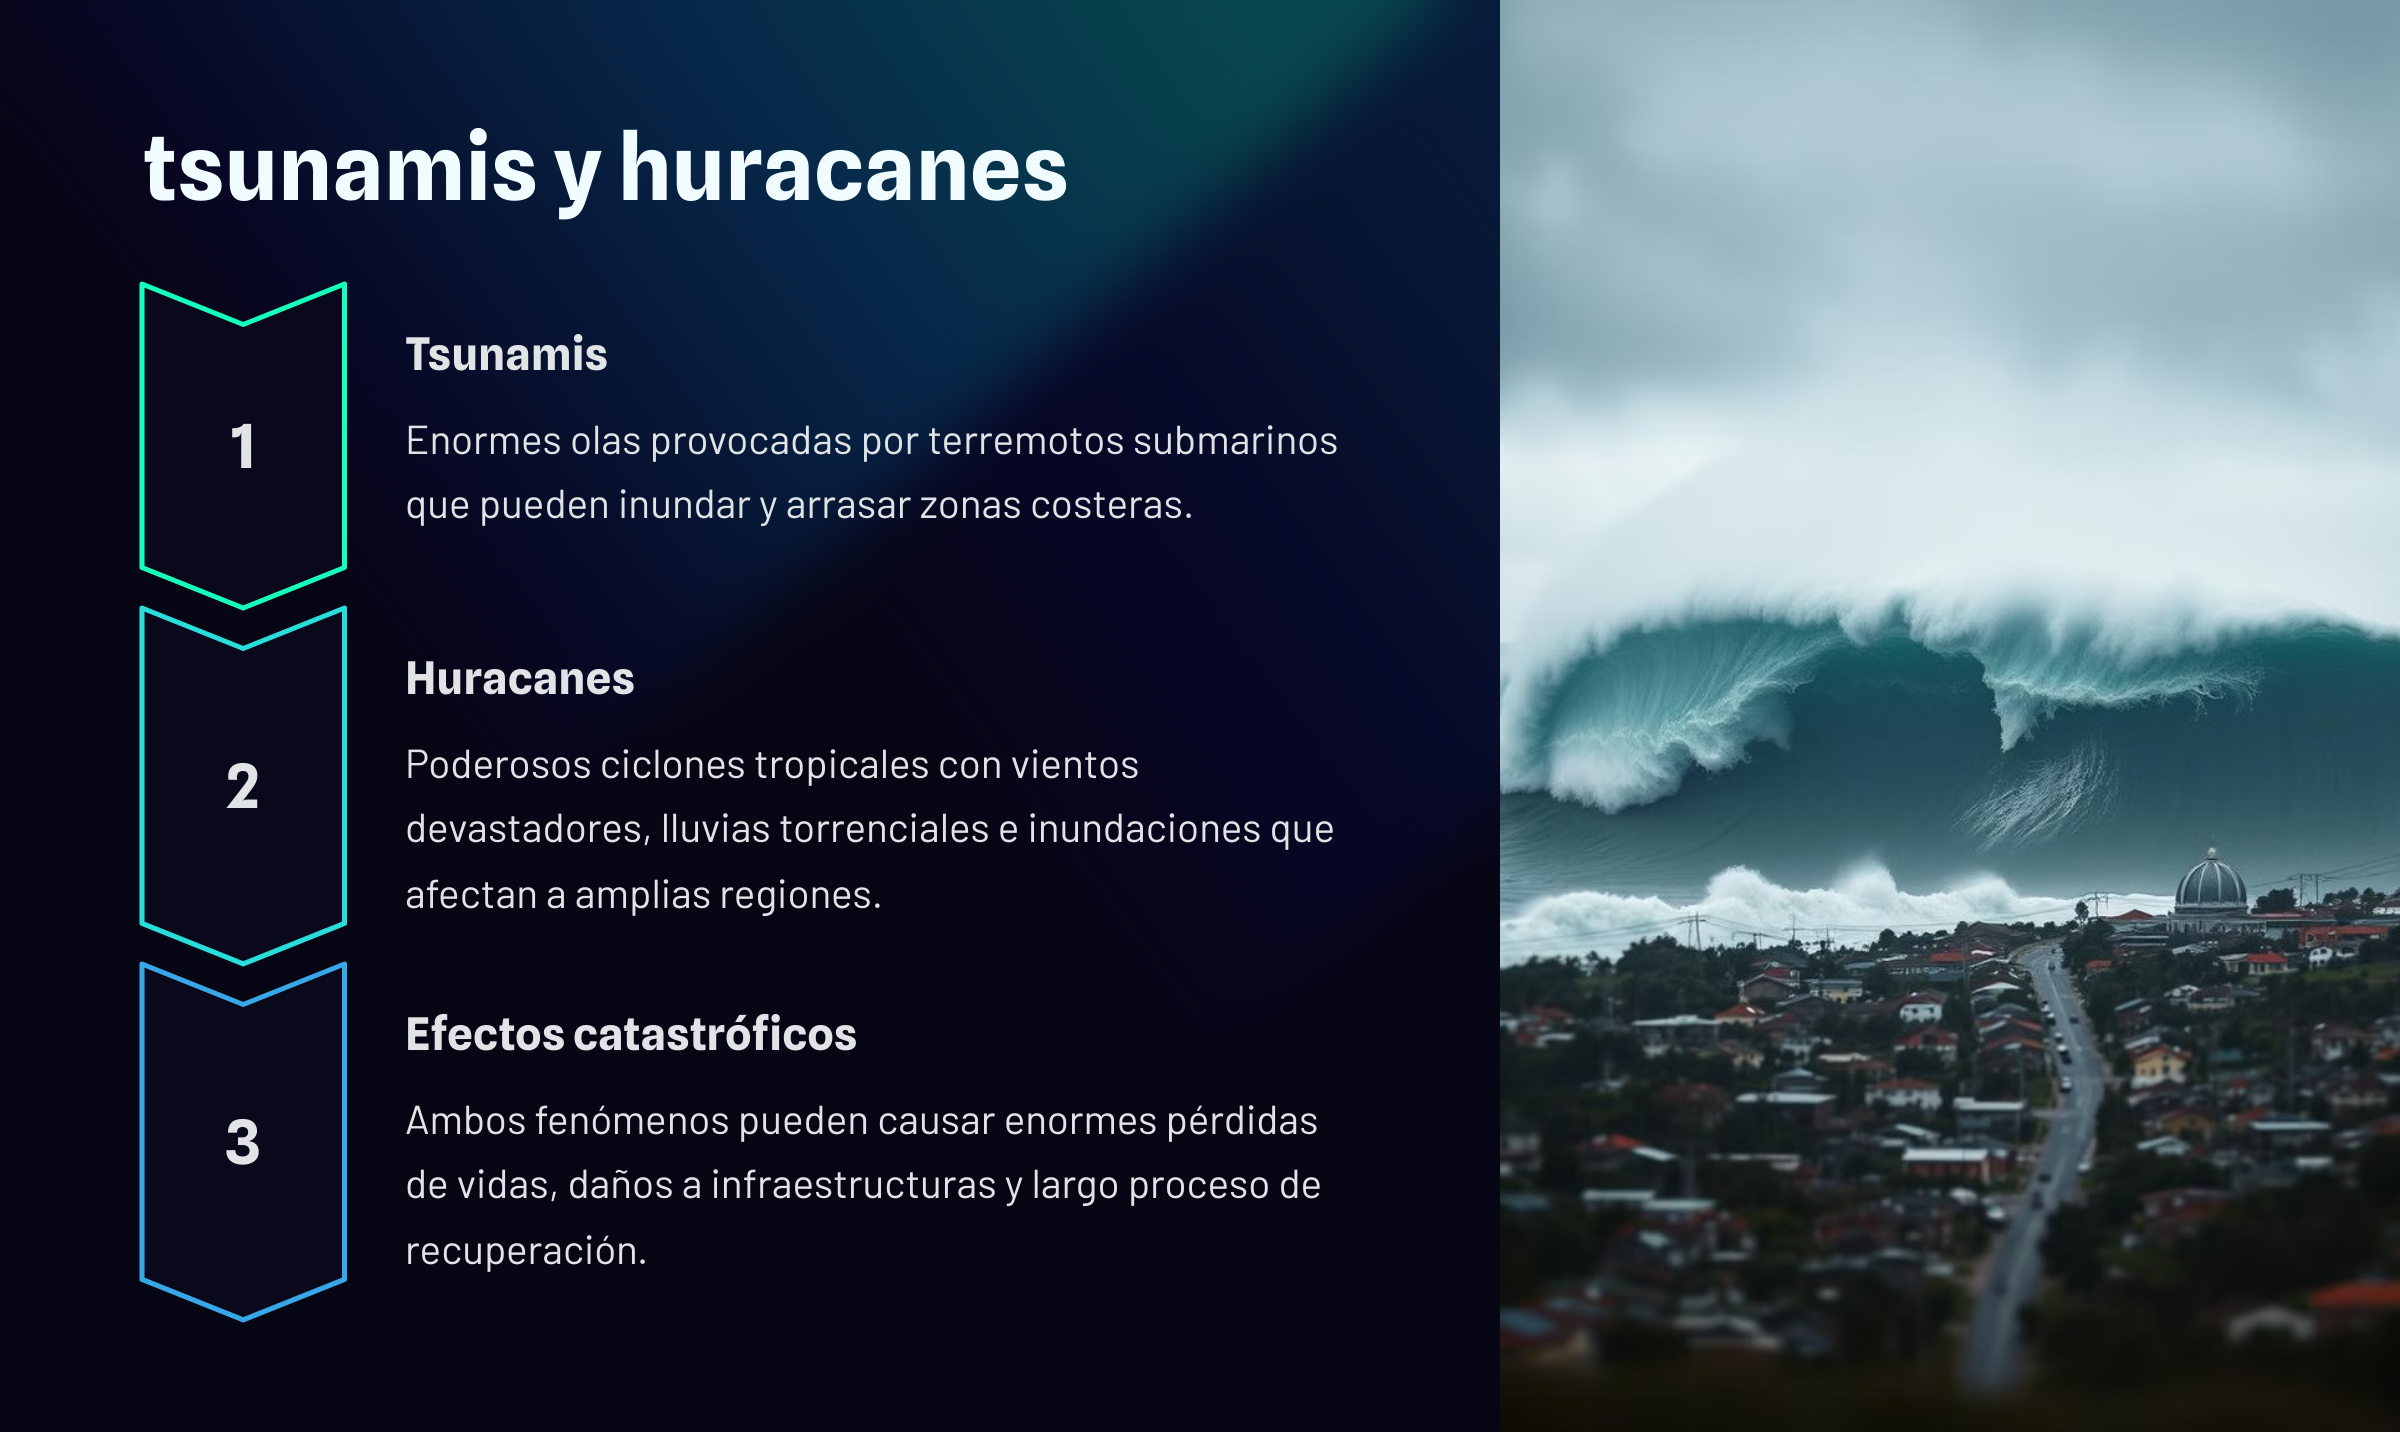 tsunamis y huracanes
1
Tsunamis
Enormes olas provocadas por terremotos submarinos
que pueden inundar y arrasar zonas costeras.
2
Huracanes
Poderosos ciclones tropicales con vientos
devastadores, lluvias torrenciales e inundaciones que
afectan a amplias regiones.
3
Efectos catastróficos
Ambos fenómenos pueden causar enormes pérdidas
de vidas, daños a infraestructuras y largo proceso de
recuperación.